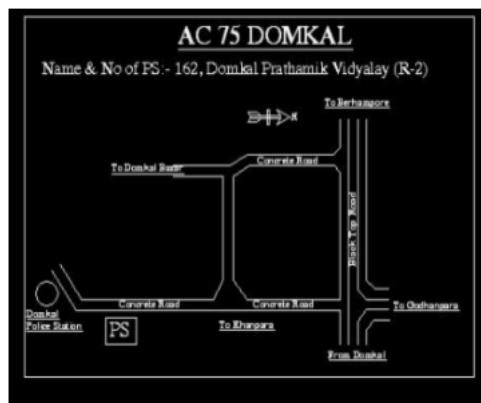 AC 75 DOMKAL
Name & No of PS:- 162, Domkal Prathamik Vidyalay (R-2)
To Berhampore
N
Concrete Road
To Domkal Bazar
Black Top Road
Concrete Road
Concrete Road
To Gadhanpara
Domkal
Police Station
PS
To Khanpara
From Domkal